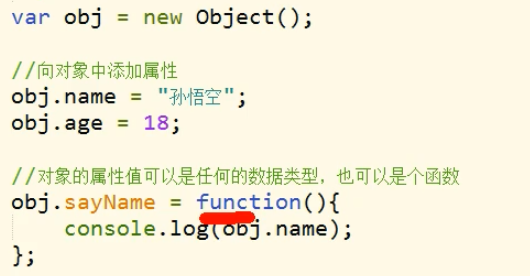 var obj = new Object();
//向对象中添加属性
obj.name = "孙悟空";
obj.age = 18;
//对象的属性值可以是任何的数据类型，也可以是个函数
obj.sayName = function(){
console.log(obj.name);
};